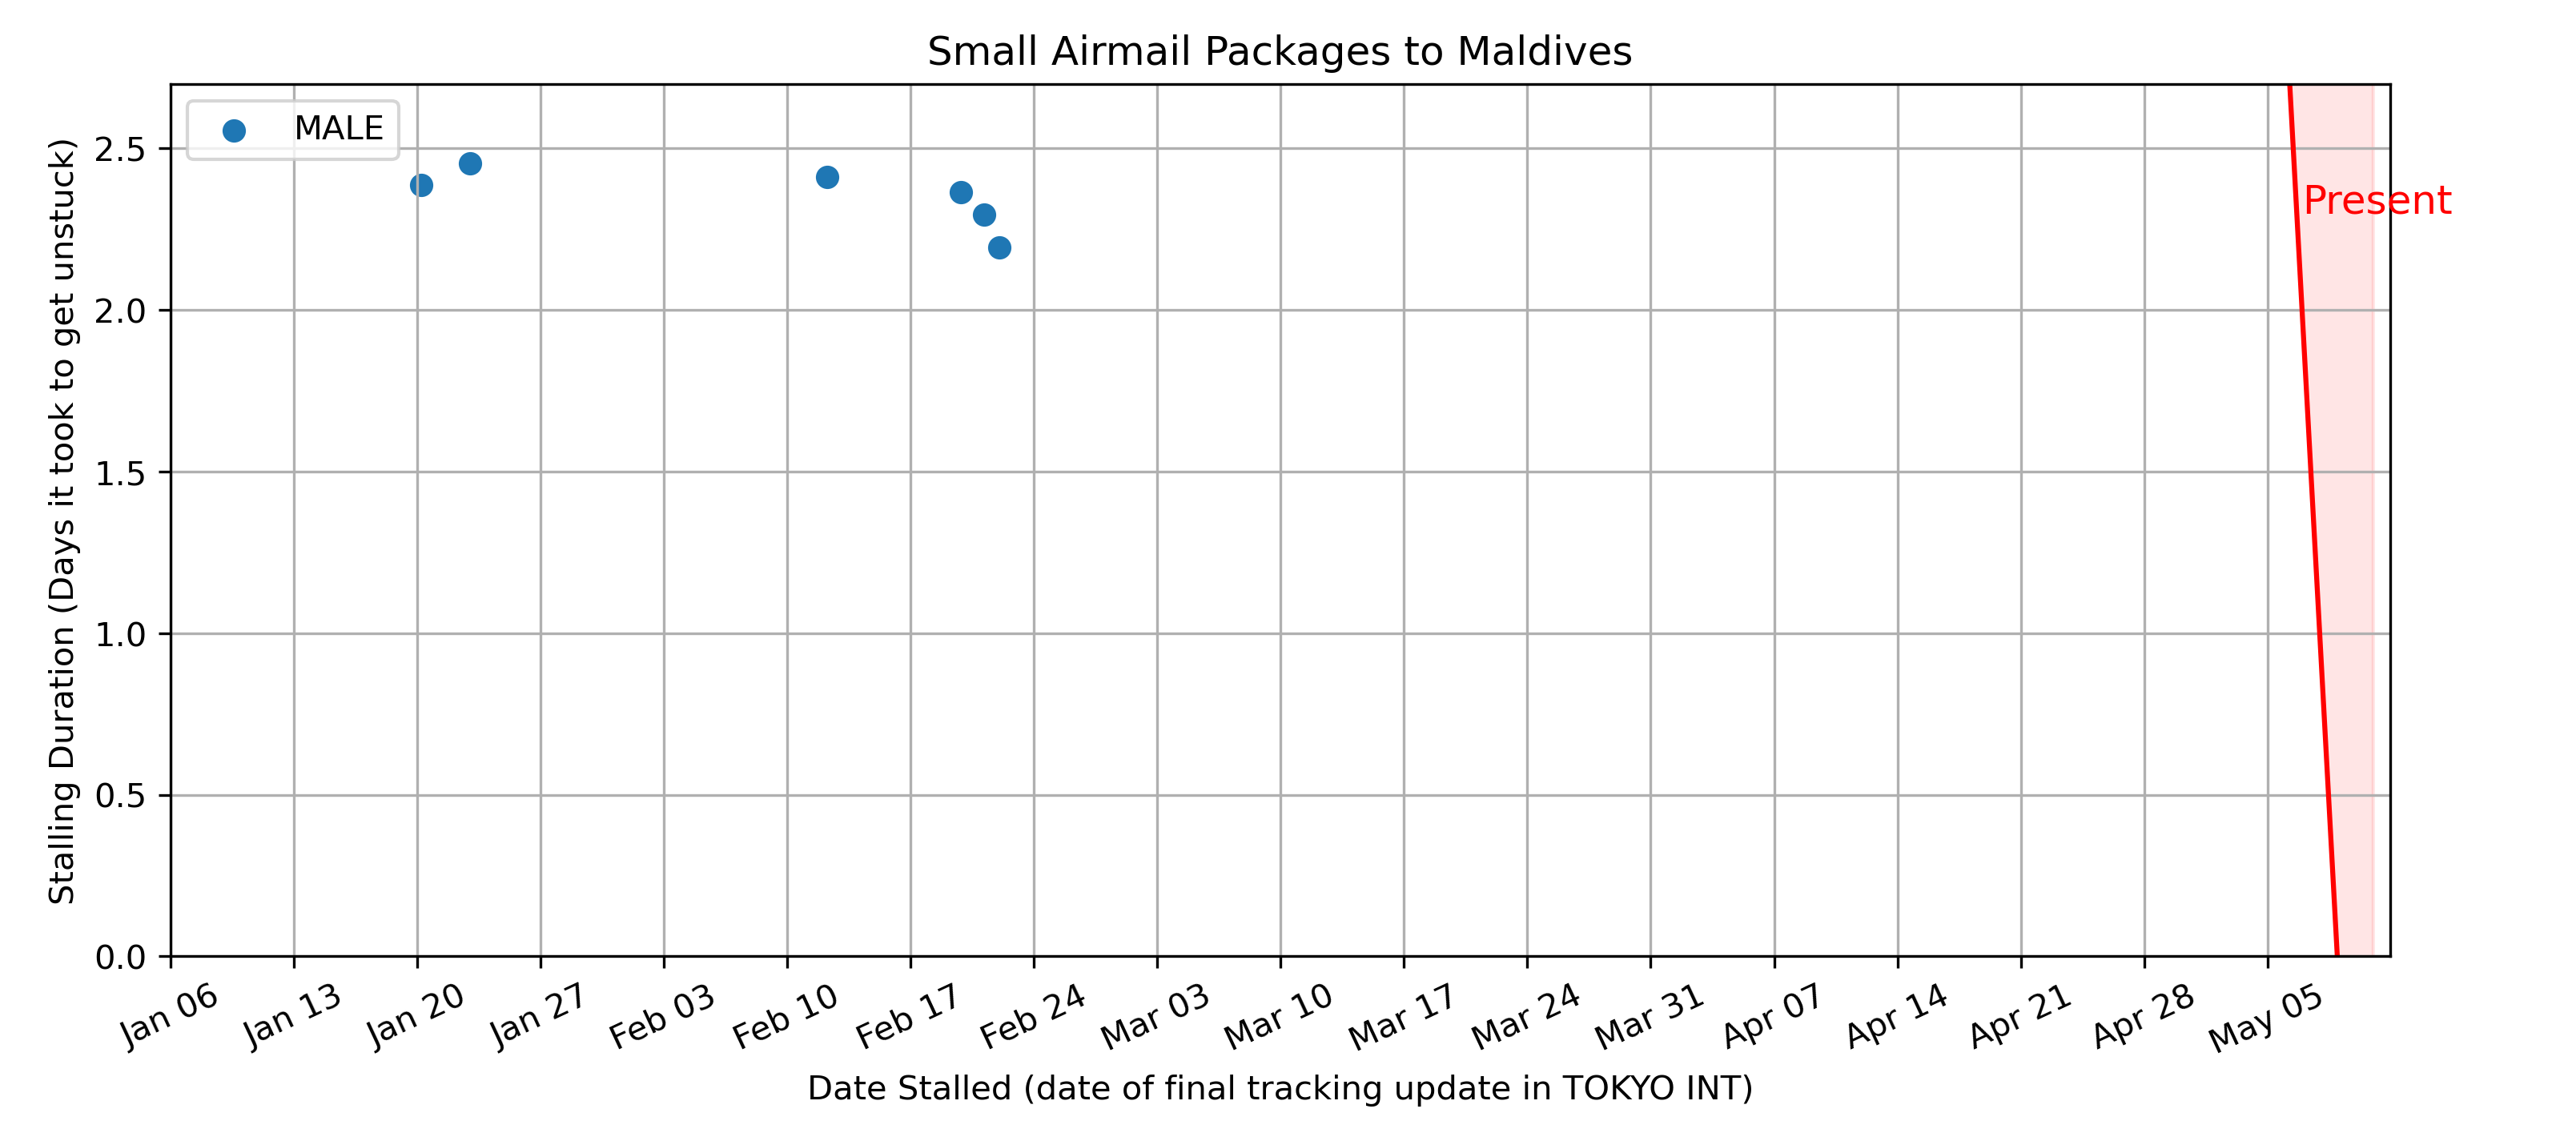 Small Airmail Packages to Maldives
MALE
Present
Stalling Duration (Days it took to get unstuck)
2.5
2.0
1.5
1.0
0.5
0.0
Jan 06 Jan 13 Jan 20 Jan 27 Feb 03 Feb 10 Feb 17 Feb 24 Mar 03 Mar 10 Mar 17 Mar 24 Mar 31 Apr 07 Apr 14 Apr 21 Apr 28 May 05
Date Stalled (date of final tracking update in TOKYO INT)